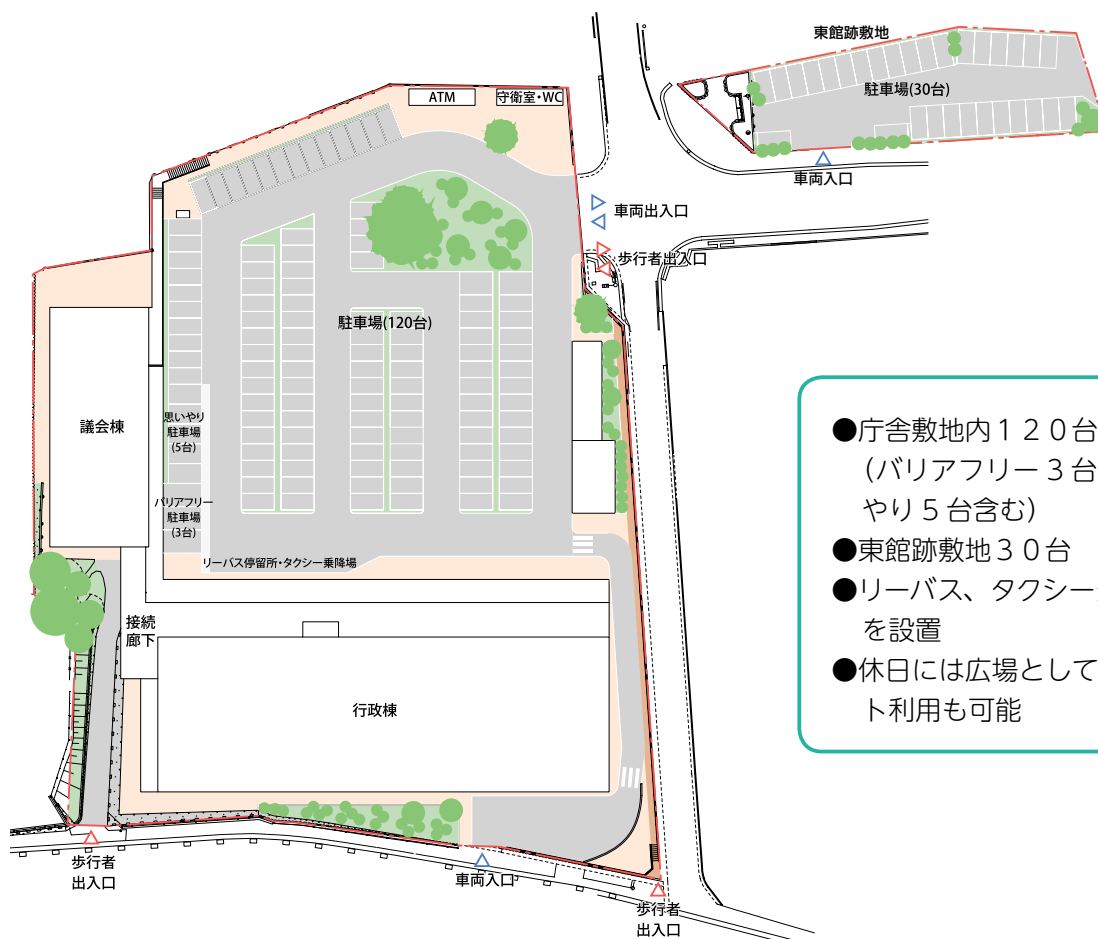 東館跡敷地
駐車場(30台)
車両入口
ATM
守衛室・WC
車両出入口
歩行者出入口
駐車場(120台)
議会棟
思いやり
駐車場
(5台)
バリアフリー
駐車場
(3台)
リーバス停留所・タクシー乗降場
接続
廊下
行政棟
歩行者
出入口
車両入口
歩行者
出入口
●庁舎敷地内120台
(バリアフリー3台
やり5台含む)
●東館跡敷地30台
●リーバス、タクシー
を設置
●休日には広場として
ト利用も可能